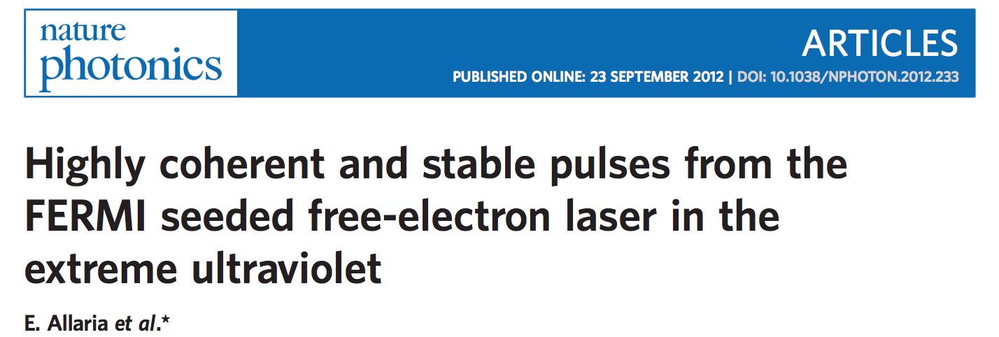 nature
photonics
ARTICLES
PUBLISHED ONLINE: 23 SEPTEMBER 2012 | DOI: 10.1038/NPHOTON.2012.233
Highly coherent and stable pulses from the
FERMI seeded free-electron laser in the
extreme ultraviolet
E. Allaria et al.*